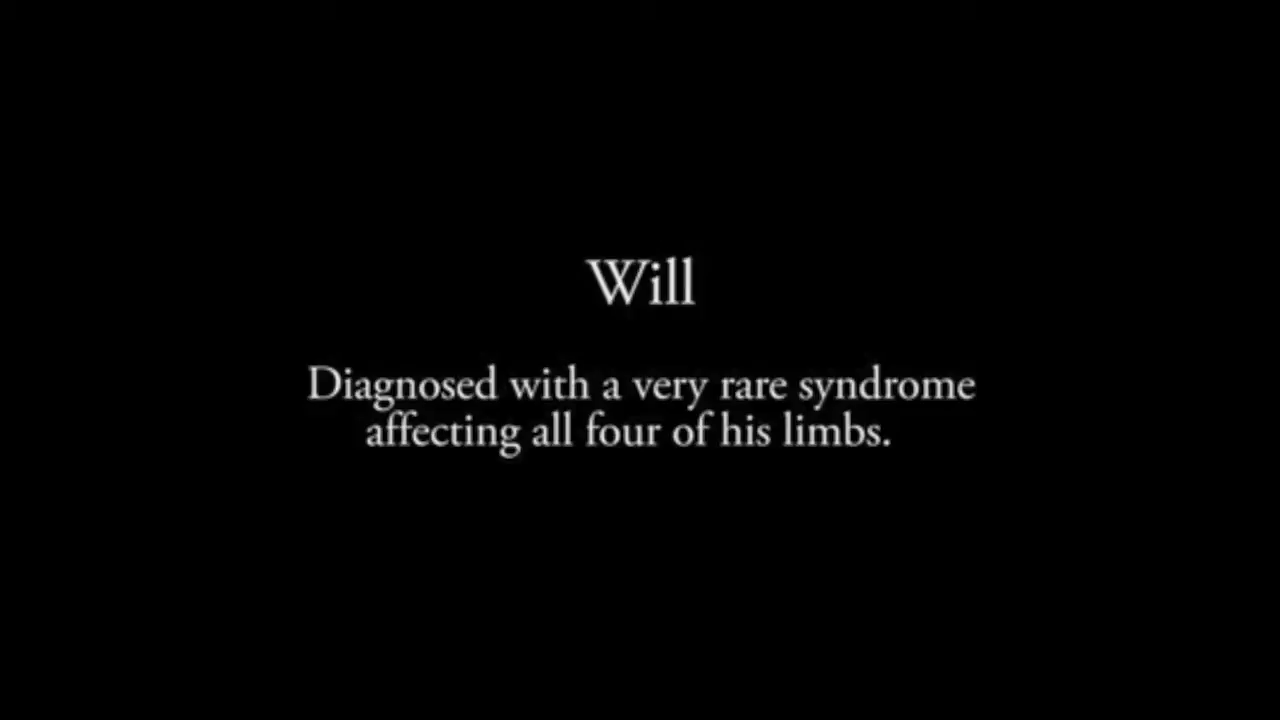 Will
Diagnosed with a very rare syndrome
affecting all four of his limbs.